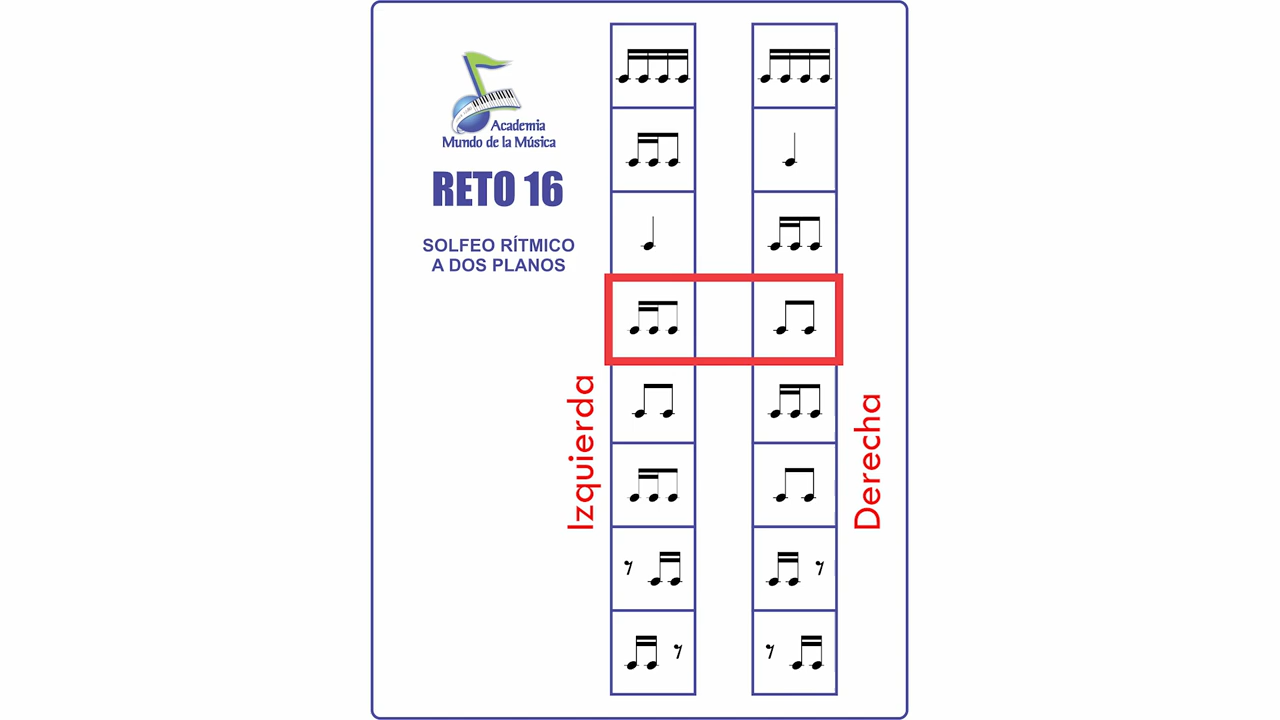 Academia
Mundo de la Música
RETO 16
SOLFEO RÍTMICO
A DOS PLANOS
Izquierda
Derecha